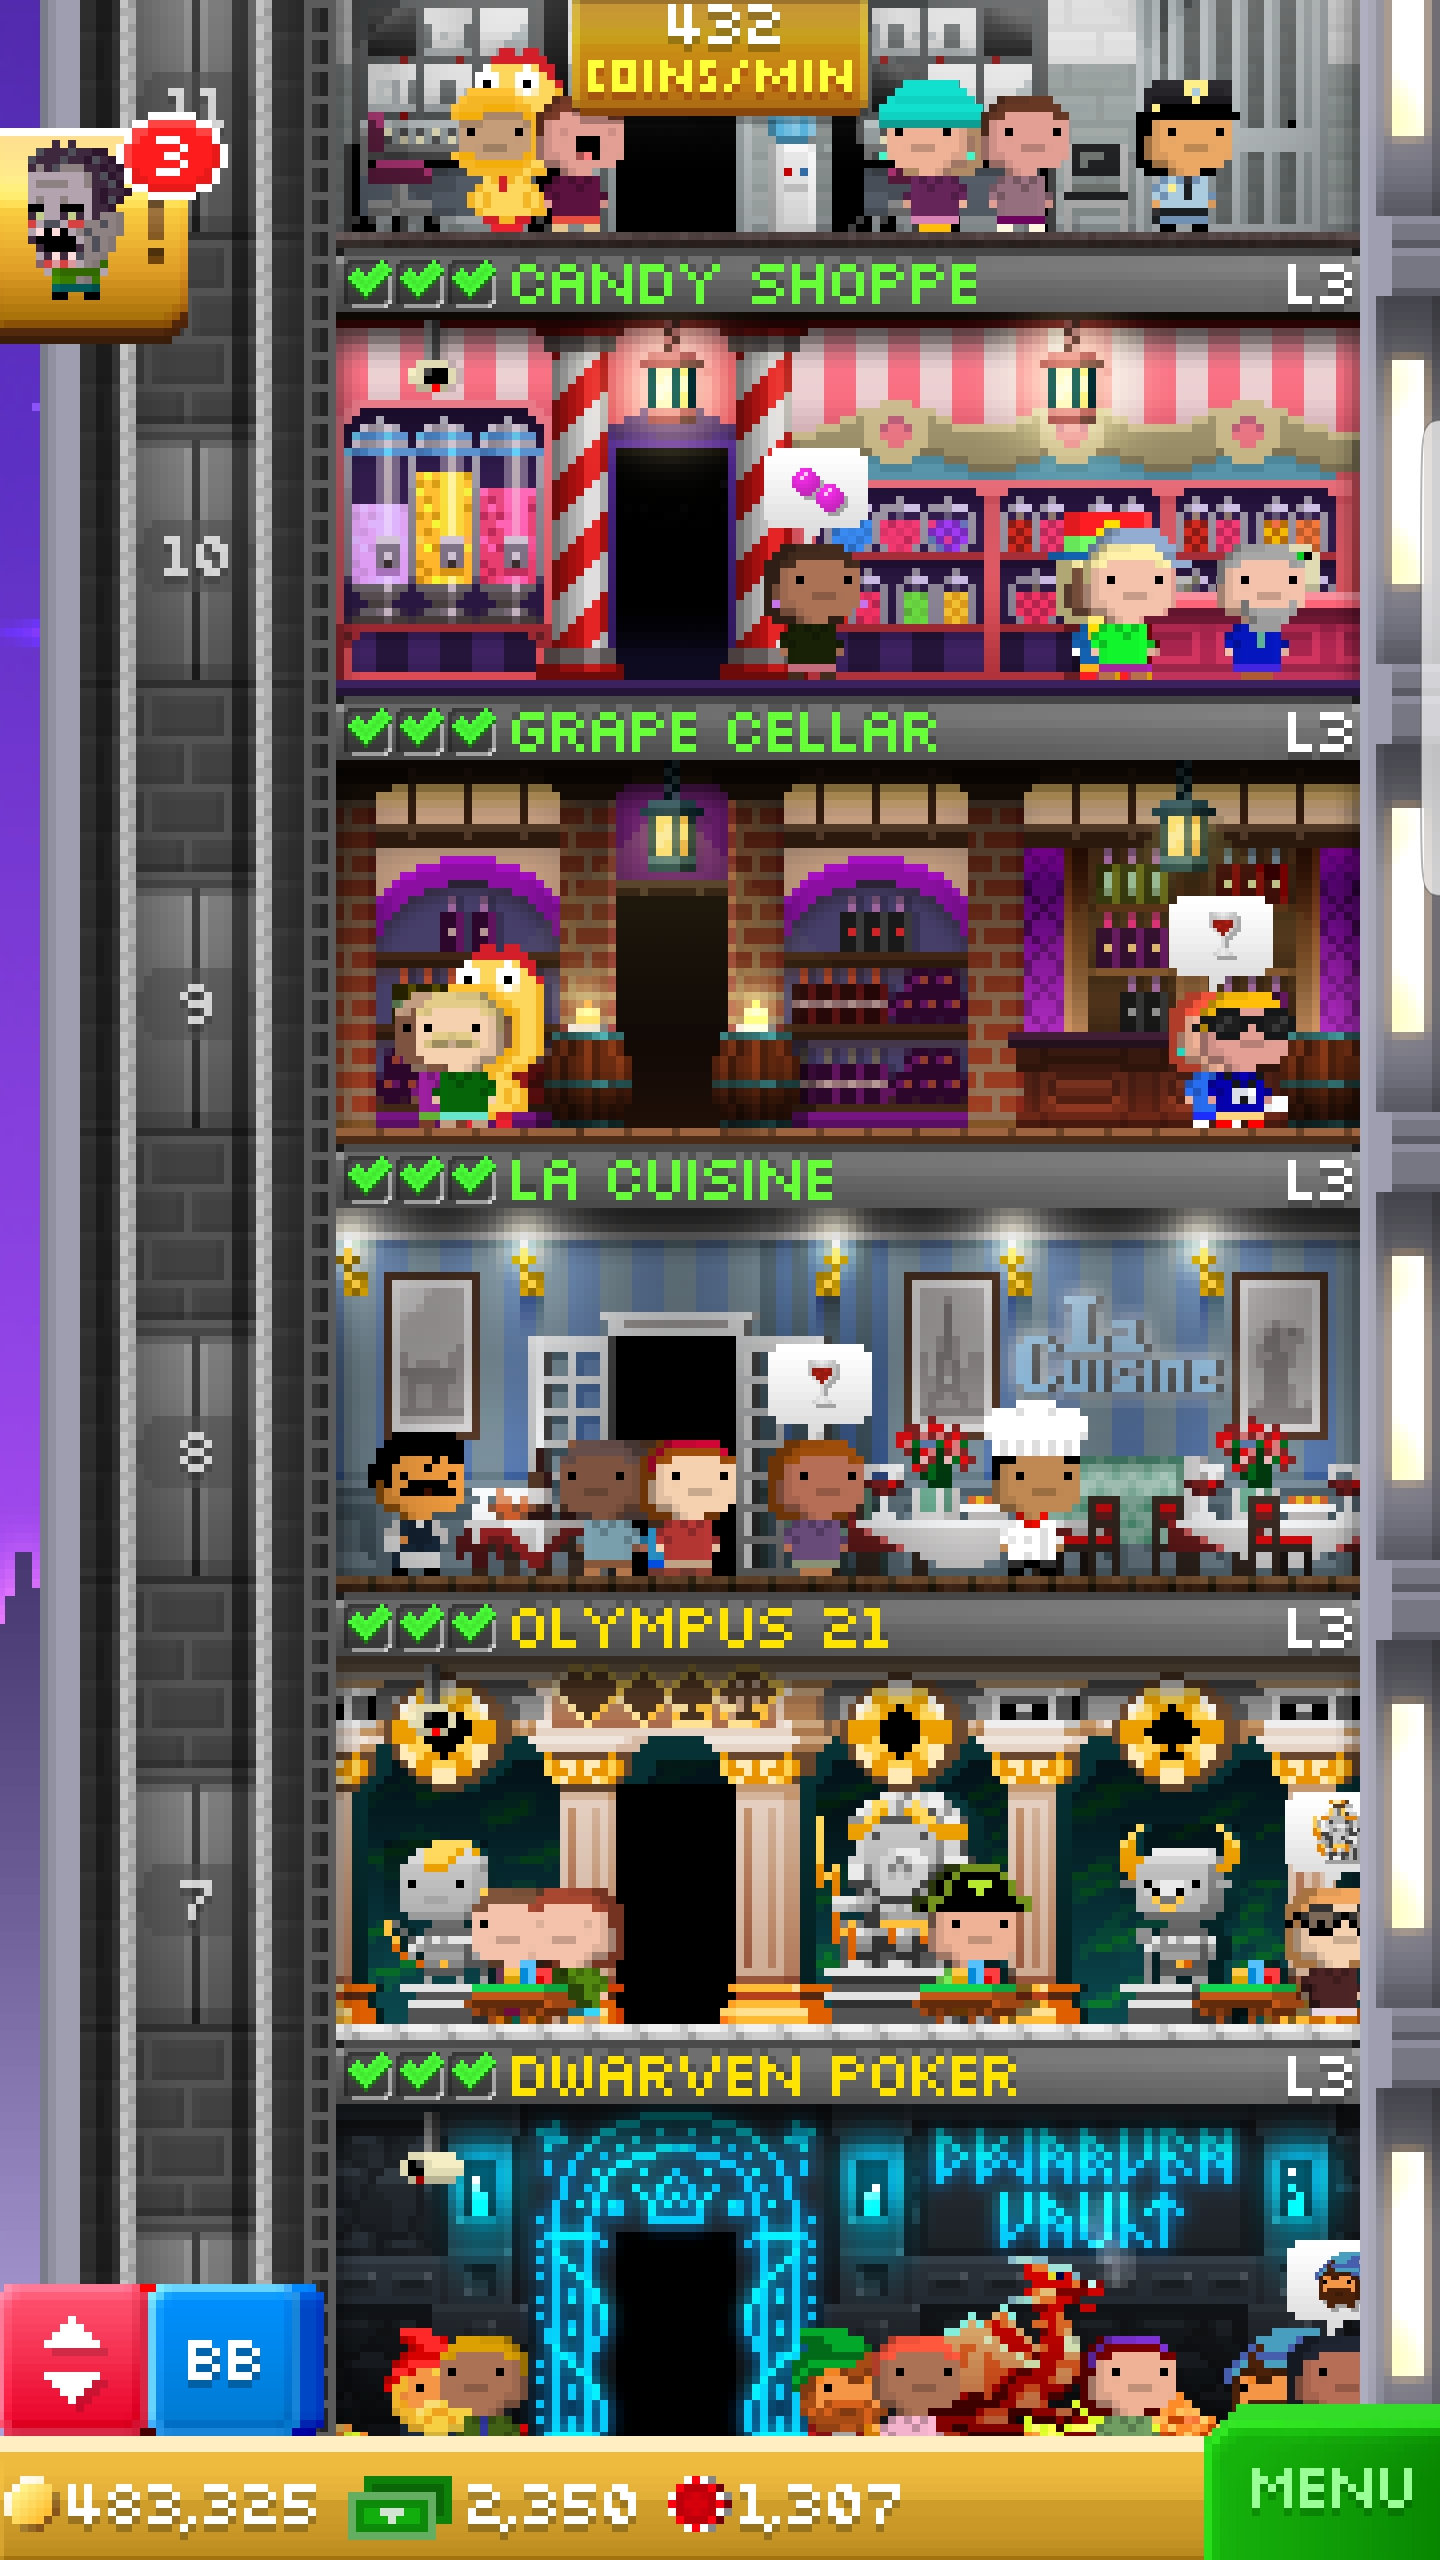 432
COINS/MIN
11
3
!
CANDY SHOPPE L3
10
GRAPE CELLAR L3
9
LA CUISINE L3
La
Cuisine
8
OLYMPUS 21 L3
7
DWARVEN POKER L3
DWARVEN
VAULT
BB
483,325 2,350 1,307
MENU